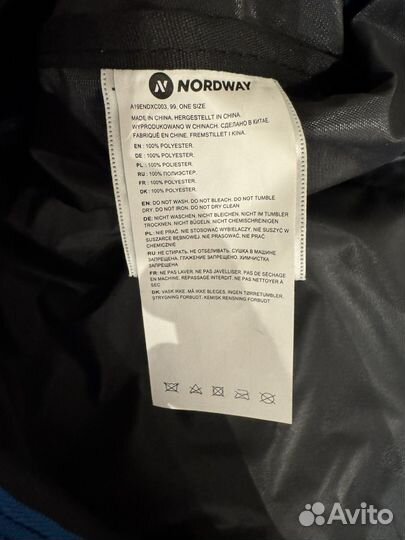 NORDWAY
A19ENDXC003, 99, ONE SIZE
MADE IN CHINA, HERGESTELLT IN CHINA.
WYPRODUKOWANO W CHINACH. СДЕЛАНО В КИТАЕ.
FABRIQUÉ EN CHINE. FREMSTILLET I KINA.
EN : 100% POLYESTER.
DE : 100% POLYESTER.
PL : 100% POLIESTER.
RU : 100% ПОЛИЭСТЕР.
FR : 100% POLYESTER.
DK : 100% POLYESTER.
EN: DO NOT WASH. DO NOT BLEACH. DO NOT TUMBLE
DRY. DO NOT IRON. DO NOT DRY CLEAN
DE: NICHT WASCHEN, NICHT BLEICHEN. NICHT IM TUMBLER
TROCKNEN, NICHT BÜGELN, NICHT CHEMISCHREINIGEN
PL: NIE PRAĆ, NIE STOSOWAĆ WYBIELACZY, NIE SUSZYĆ W
SUSZARCE BĘBNOWEJ. NIE PRASOWAĆ. NIE PRAĆ
CHEMICZNIE
RU: НЕ СТИРАТЬ. НЕ ОТБЕЛИВАТЬ. СУШКА В МАШИНЕ
ЗАПРЕЩЕНА. ГЛАЖЕНИЕ ЗАПРЕЩЕНО. ХИМЧИСТКА
ЗАПРЕЩЕНА
FR: NE PAS LAVER, NE PAS JAVELLISER, PAS DE SÉCHAGE
EN MACHINE. REPASSAGE INTERDIT. NE PAS NETTOYER À
SEC
DK: VASK IKKE. MÅ IKKE BLEGES, INGEN TØRRETUMBLER,
STRYGNING FORBUDT. KEMISK RENSNING FORBUDT
Avito